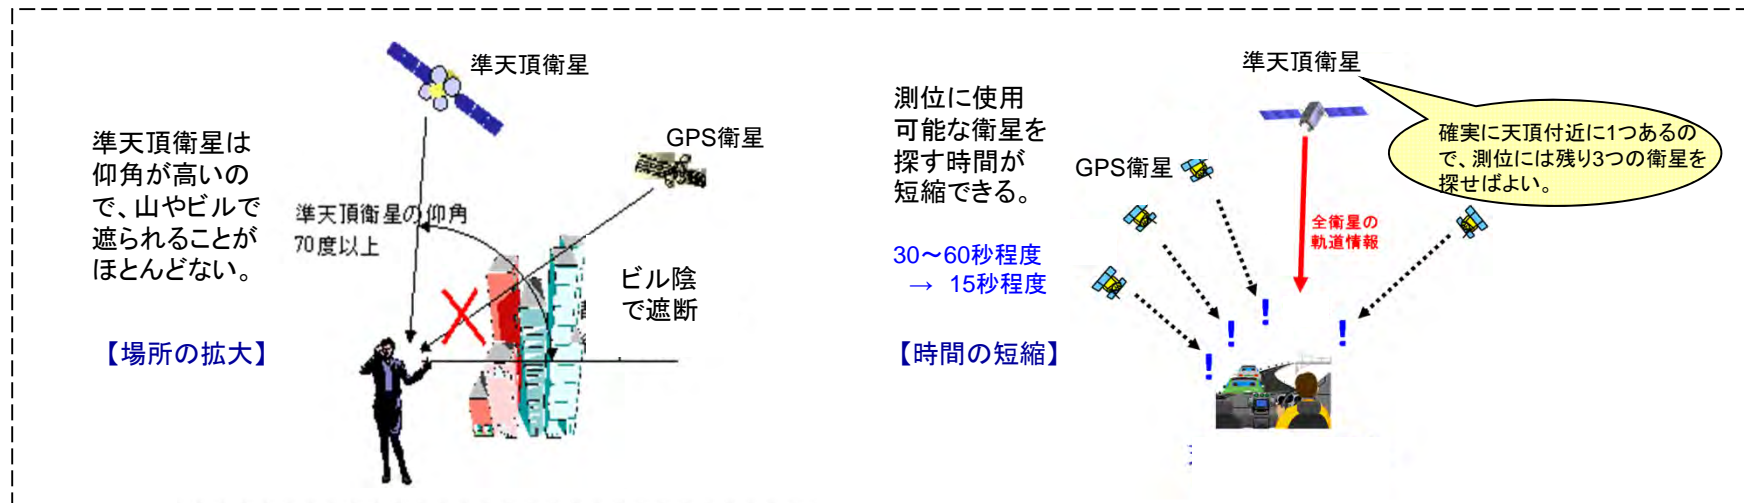 準天頂衛星は
仰角が高いの
で、山やビルで
遮られることが
ほとんどない。
【場所の拡大】
準天頂衛星
GPS衛星
準天頂衛星の仰角
70度以上
ビル陰
で遮断
測位に使用
可能な衛星を
探す時間が
短縮できる。
30～60秒程度
→ 15秒程度
【時間の短縮】
準天頂衛星
確実に天頂付近に1つあるの
で、測位には残り3つの衛星を
探せばよい。
GPS衛星
全衛星の
軌道情報
!
!
!
!